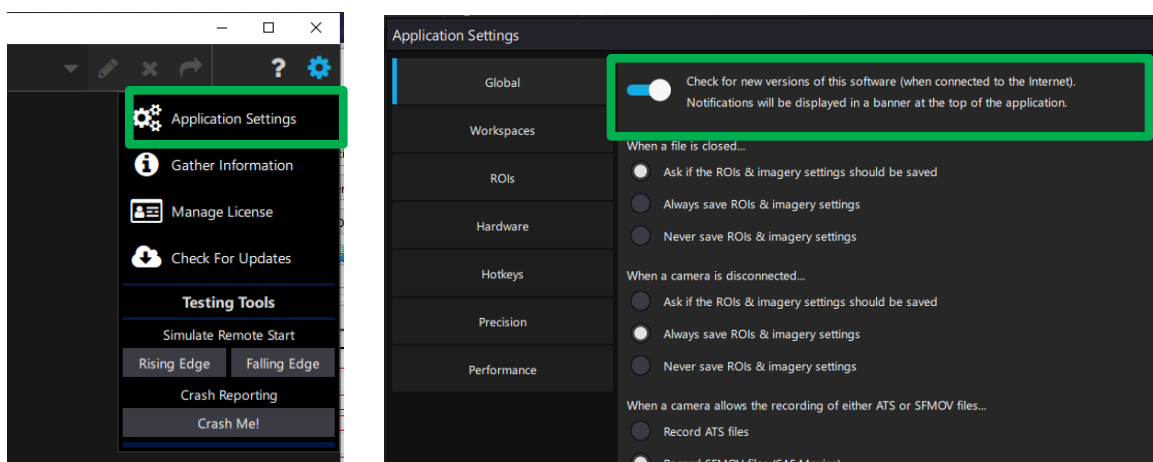 ?
Application Settings
Gather Information
Manage License
Check For Updates
Testing Tools
Simulate Remote Start
Rising Edge Falling Edge
Crash Reporting
Crash Me!
Application Settings
Global
Workspaces
ROIs
Hardware
Hotkeys
Precision
Performance
Check for new versions of this software (when connected to the Internet).
Notifications will be displayed in a banner at the top of the application.
When a file is closed...
Ask if the ROIs & imagery settings should be saved
Always save ROIs & imagery settings
Never save ROIs & imagery settings
When a camera is disconnected...
Ask if the ROIs & imagery settings should be saved
Always save ROIs & imagery settings
Never save ROIs & imagery settings
When a camera allows the recording of either ATS or SFMOV files...
Record ATS files
Record SFMOV files